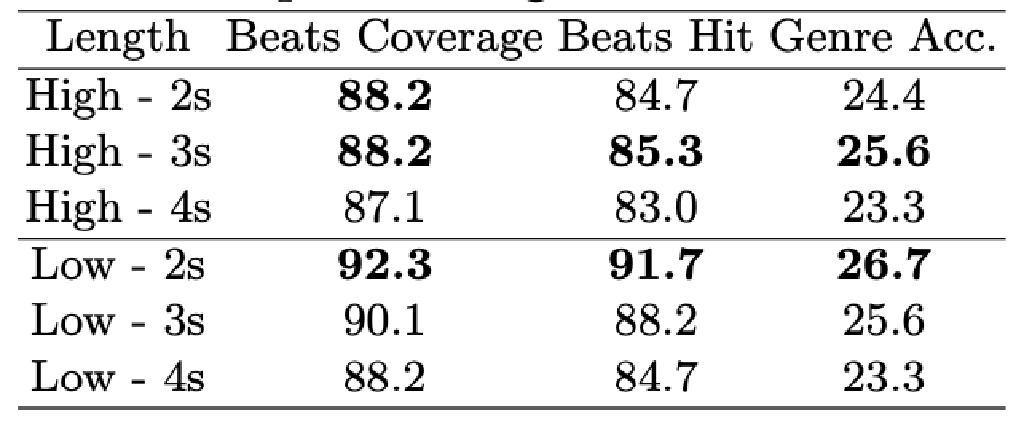 Length Beats Coverage Beats Hit Genre Acc.
High - 2s 88.2 84.7 24.4
High - 3s 88.2 85.3 25.6
High - 4s 87.1 83.0 23.3
Low - 2s 92.3 91.7 26.7
Low - 3s 90.1 88.2 25.6
Low - 4s 88.2 84.7 23.3